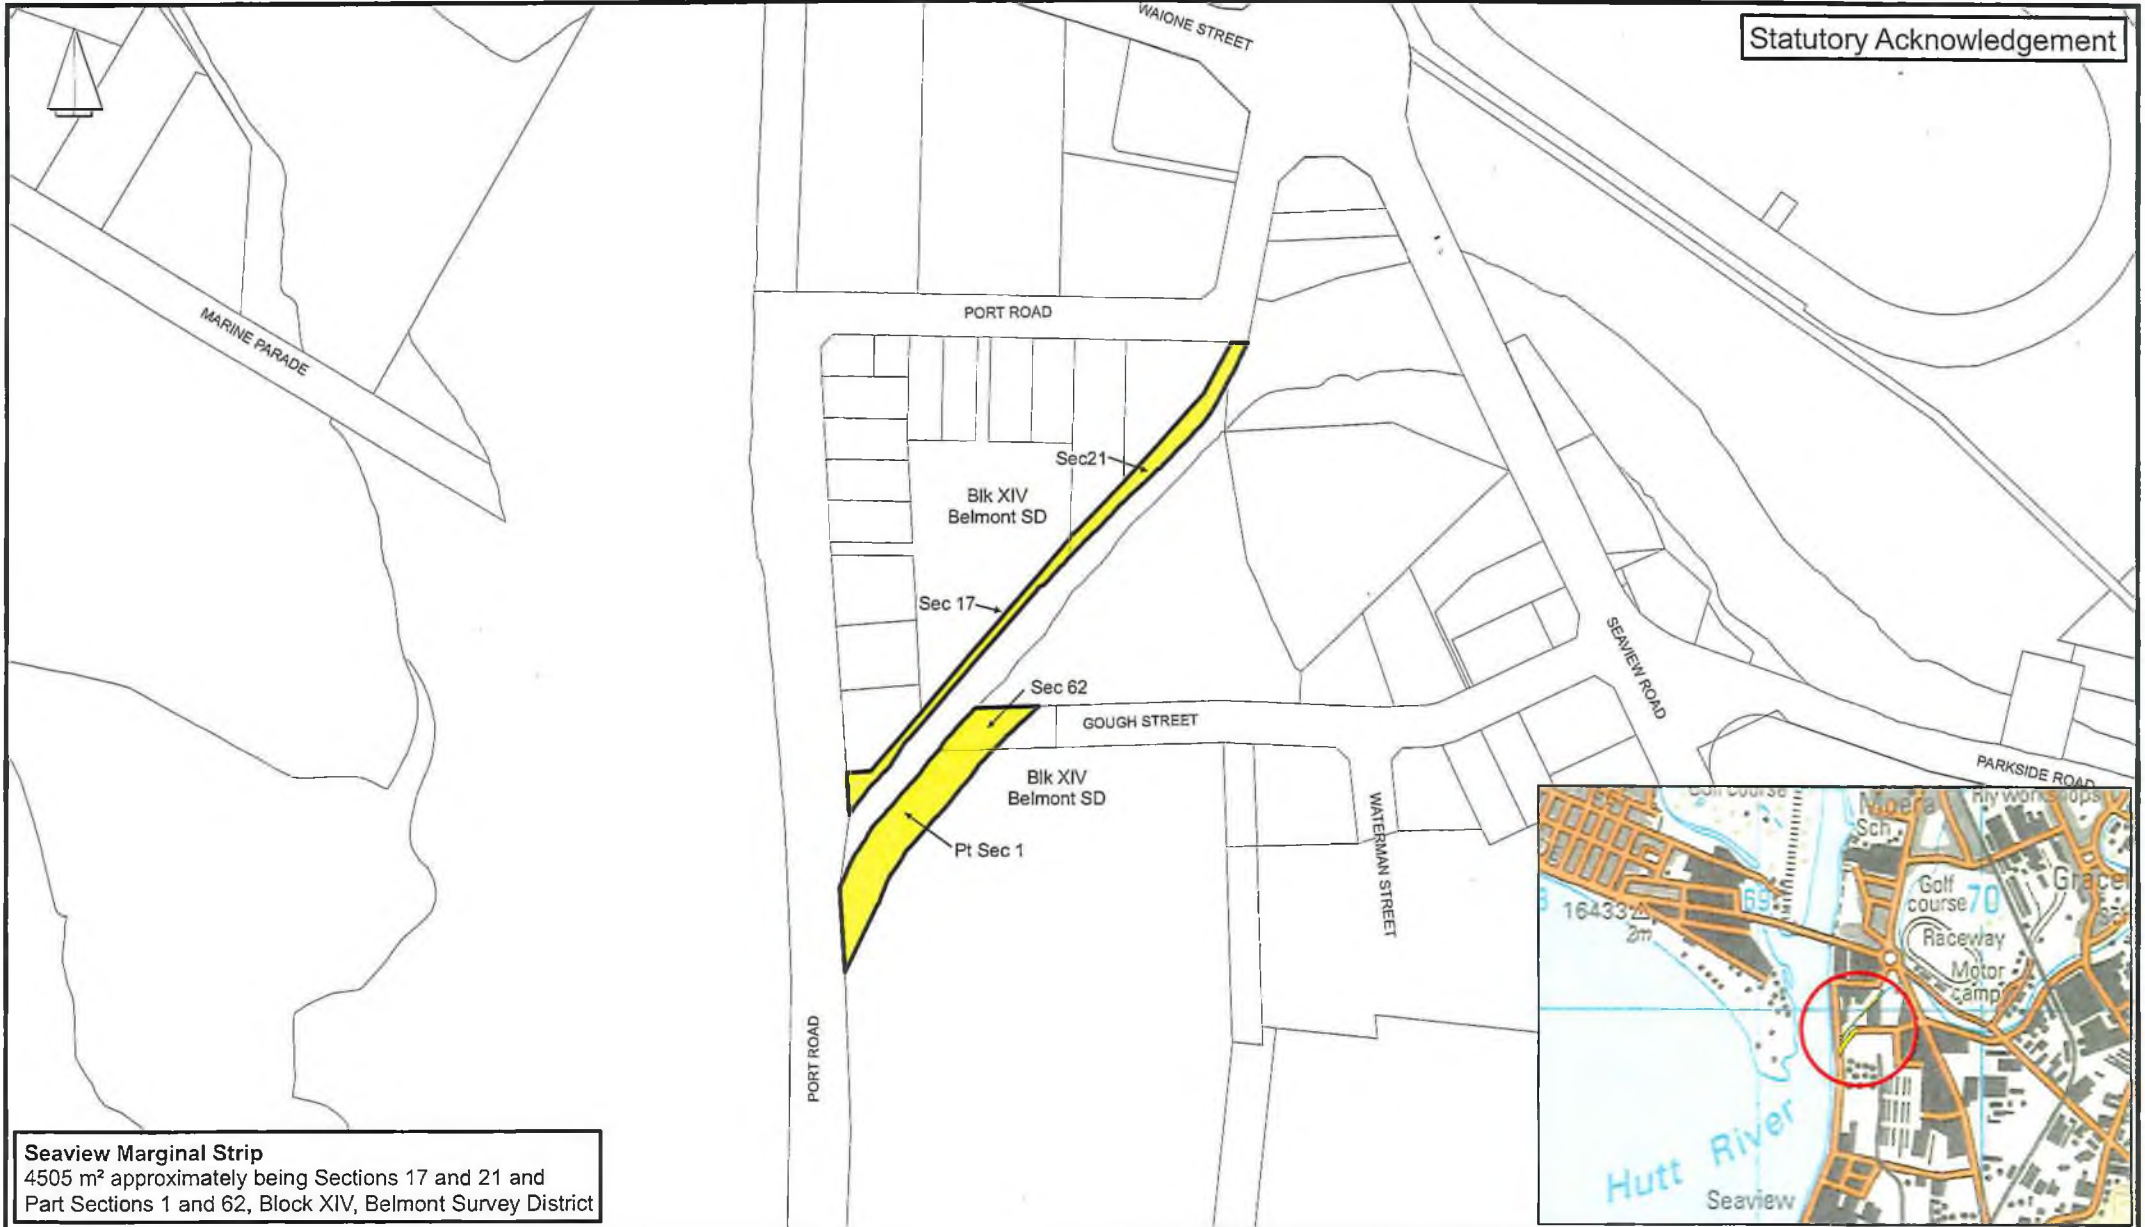 Statutory Acknowledgement
WAIONE STREET
MARINE PARADE
PORT ROAD
Sec21
Blk XIV
Belmont SD
Sec 17
Sec 62
GOUGH STREET
SEAVIEW ROAD
Blk XIV
Belmont SD
Pt Sec 1
WATERMAN STREET
PARKSIDE ROAD
PORT ROAD
Golf course
Moera
Sch
Rly workshops
69
Golf
course
70
16433
2m
Raceway
Motor
camp
Hutt River
Seaview
Seaview Marginal Strip
4505 m² approximately being Sections 17 and 21 and
Part Sections 1 and 62, Block XIV, Belmont Survey District